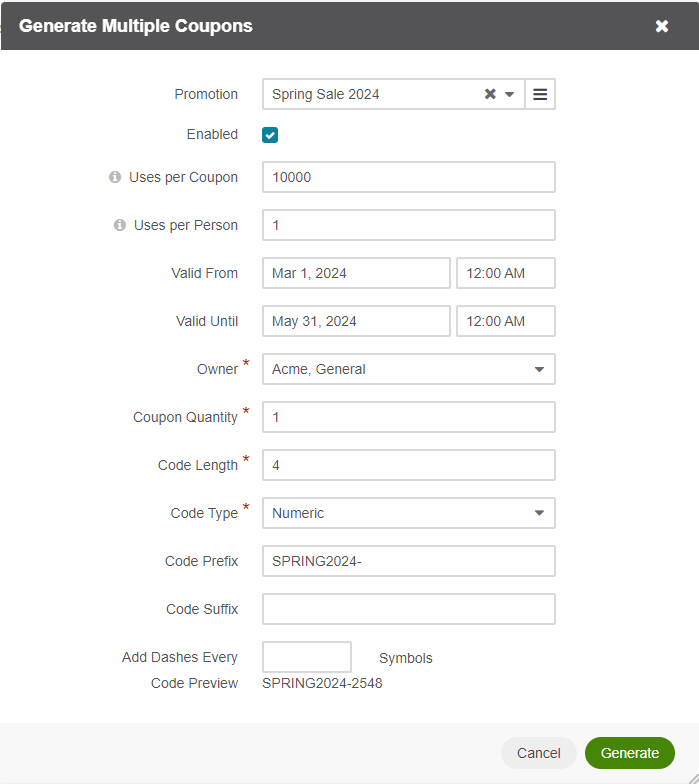 Generate Multiple Coupons
Promotion Spring Sale 2024
Enabled
Uses per Coupon 10000
Uses per Person 1
Valid From Mar 1, 2024 12:00 AM
Valid Until May 31, 2024 12:00 AM
Owner * Acme, General
Coupon Quantity * 1
Code Length * 4
Code Type * Numeric
Code Prefix SPRING2024-
Code Suffix
Add Dashes Every Symbols
Code Preview SPRING2024-2548
Cancel Generate